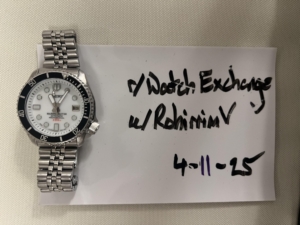 r/Watch Exchange
u/RohirrimV
4-11-25